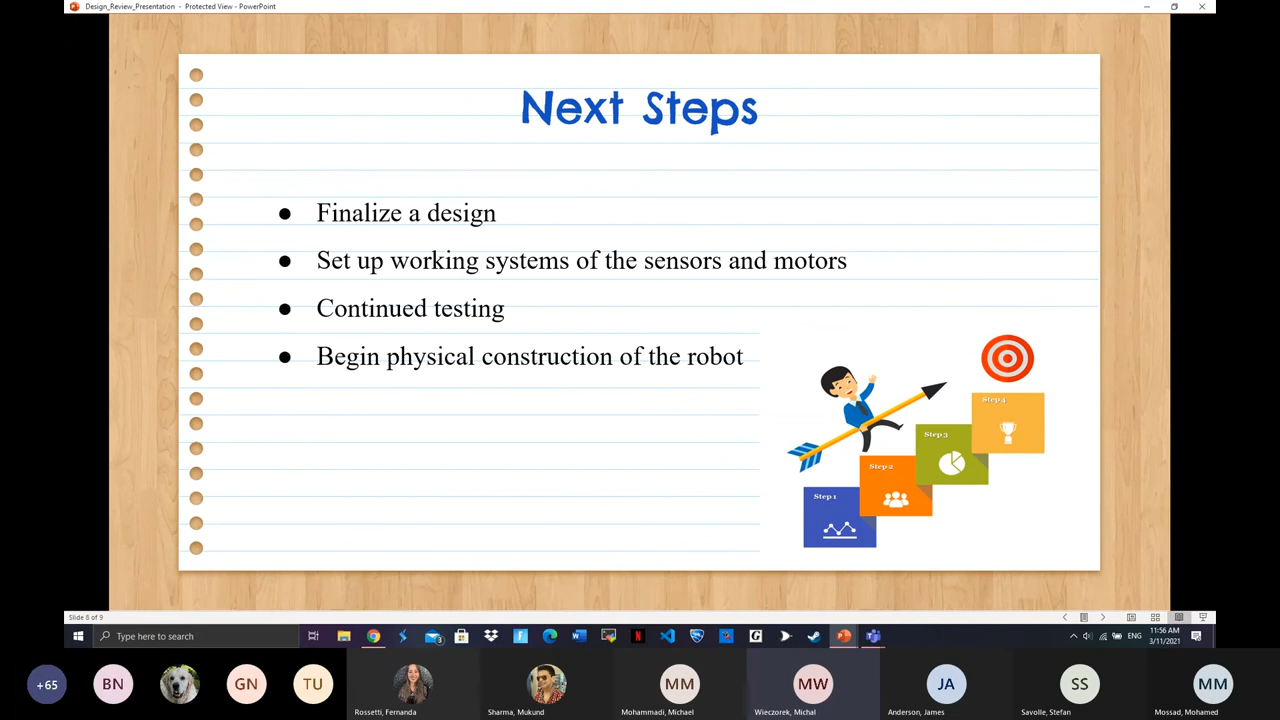 Design_Review_Presentation - Protected View - PowerPoint
Next Steps
● Finalize a design
● Set up working systems of the sensors and motors
● Continued testing
● Begin physical construction of the robot
Step 4
Step 3
Step 2
Step 1
Slide 8 of 9
Type here to search
ENG
11:56 AM
3/11/2021
+65
BN
GN
TU
MM
MW
JA
SS
MM
Rossetti, Fernanda
Sharma, Mukund
Mohammadi, Michael
Wieczorek, Michal
Anderson, James
Savolle, Stefan
Mossad, Mohamed